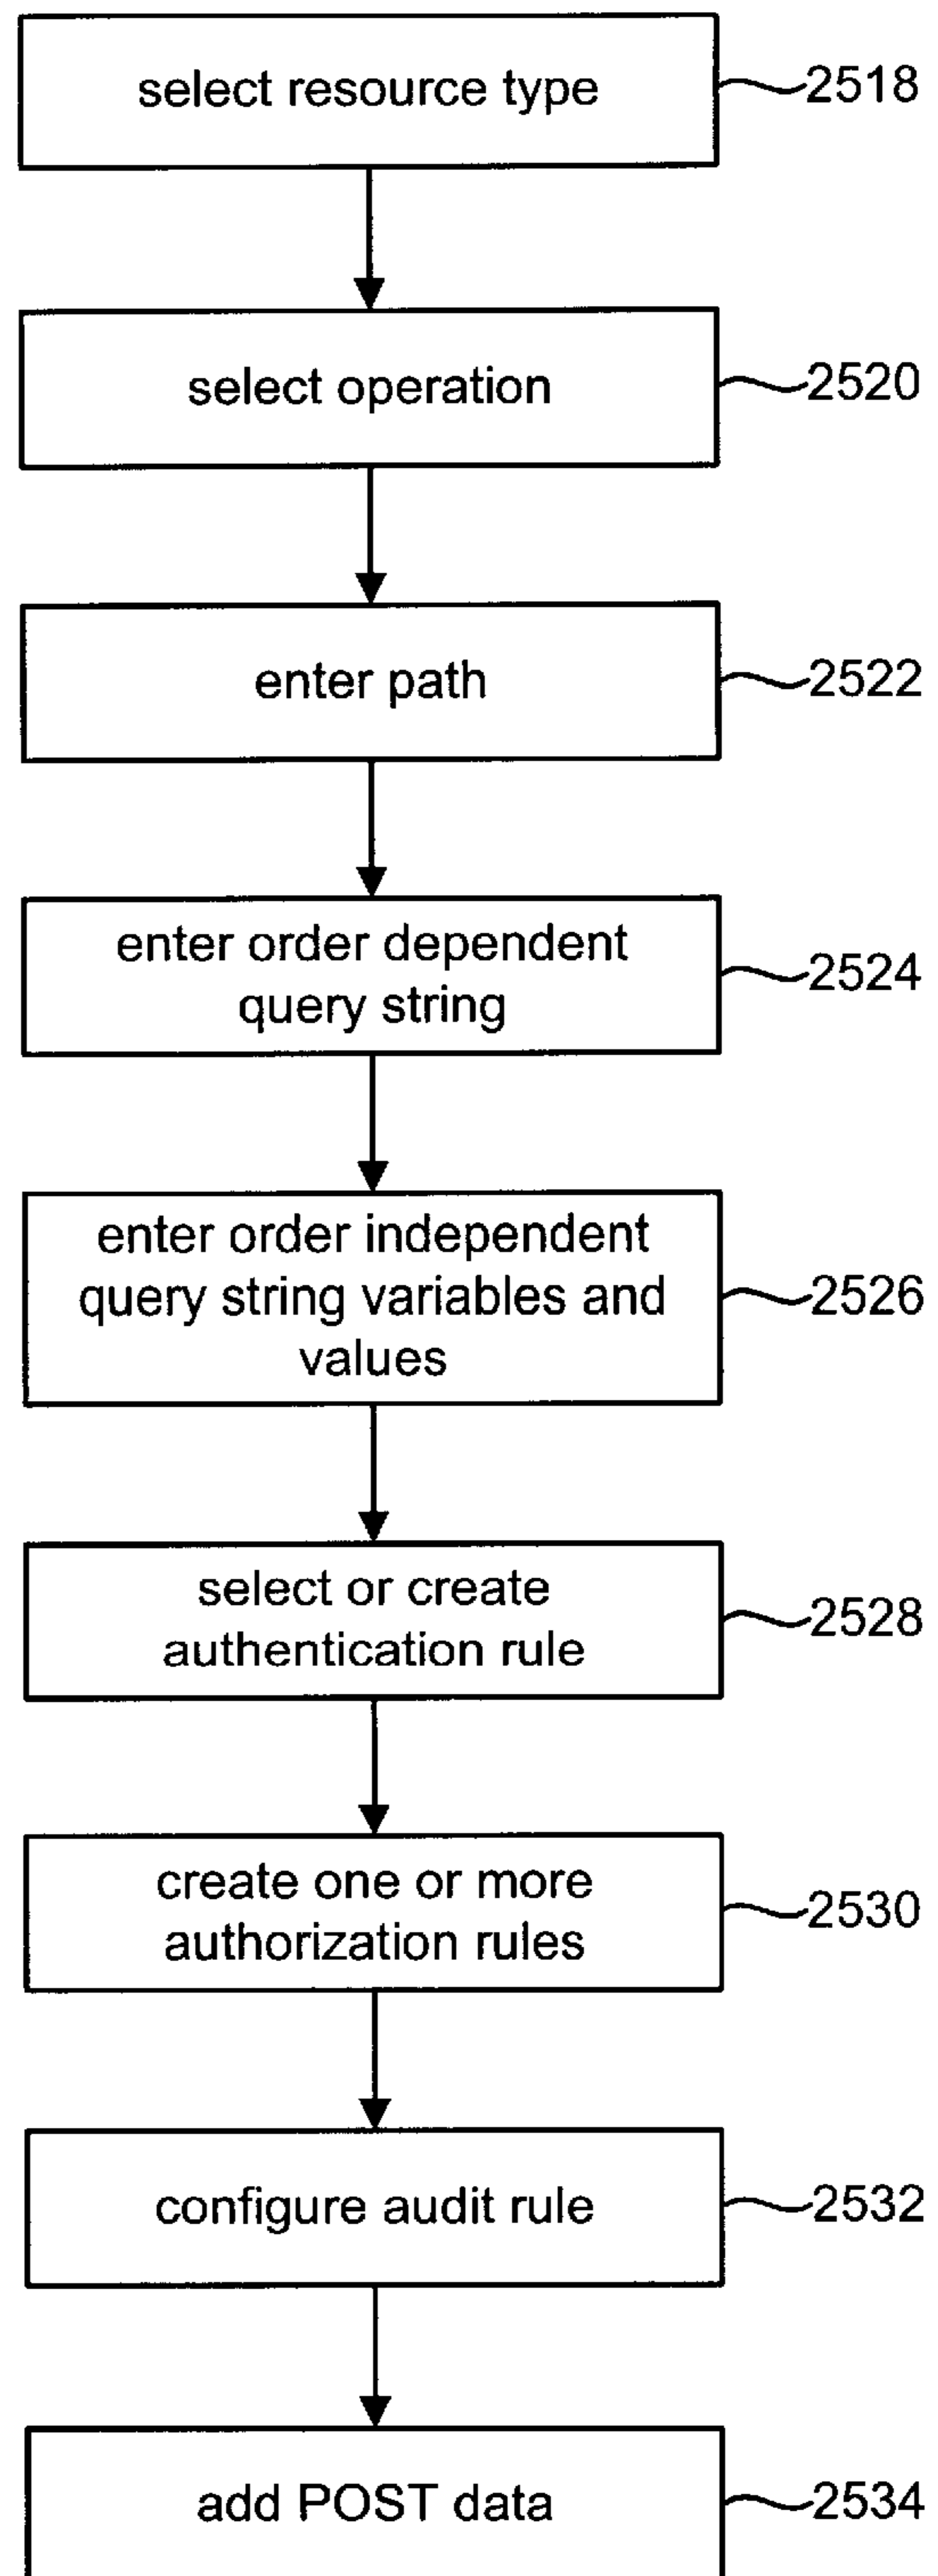 select resource type
2518
select operation
2520
enter path
2522
enter order dependent
query string
2524
enter order independent
query string variables and
values
2526
select or create
authentication rule
2528
create one or more
authorization rules
2530
configure audit rule
2532
add POST data
2534